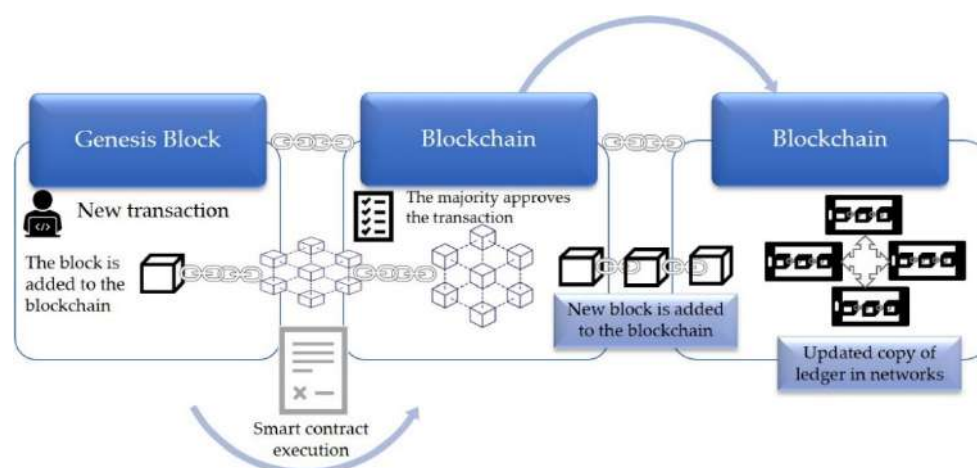 Genesis Block
Blockchain
Blockchain
New transaction
The majority approves
the transaction
The block is
added to the
blockchain
New block is added
to the blockchain
Updated copy of
ledger in networks
Smart contract
execution